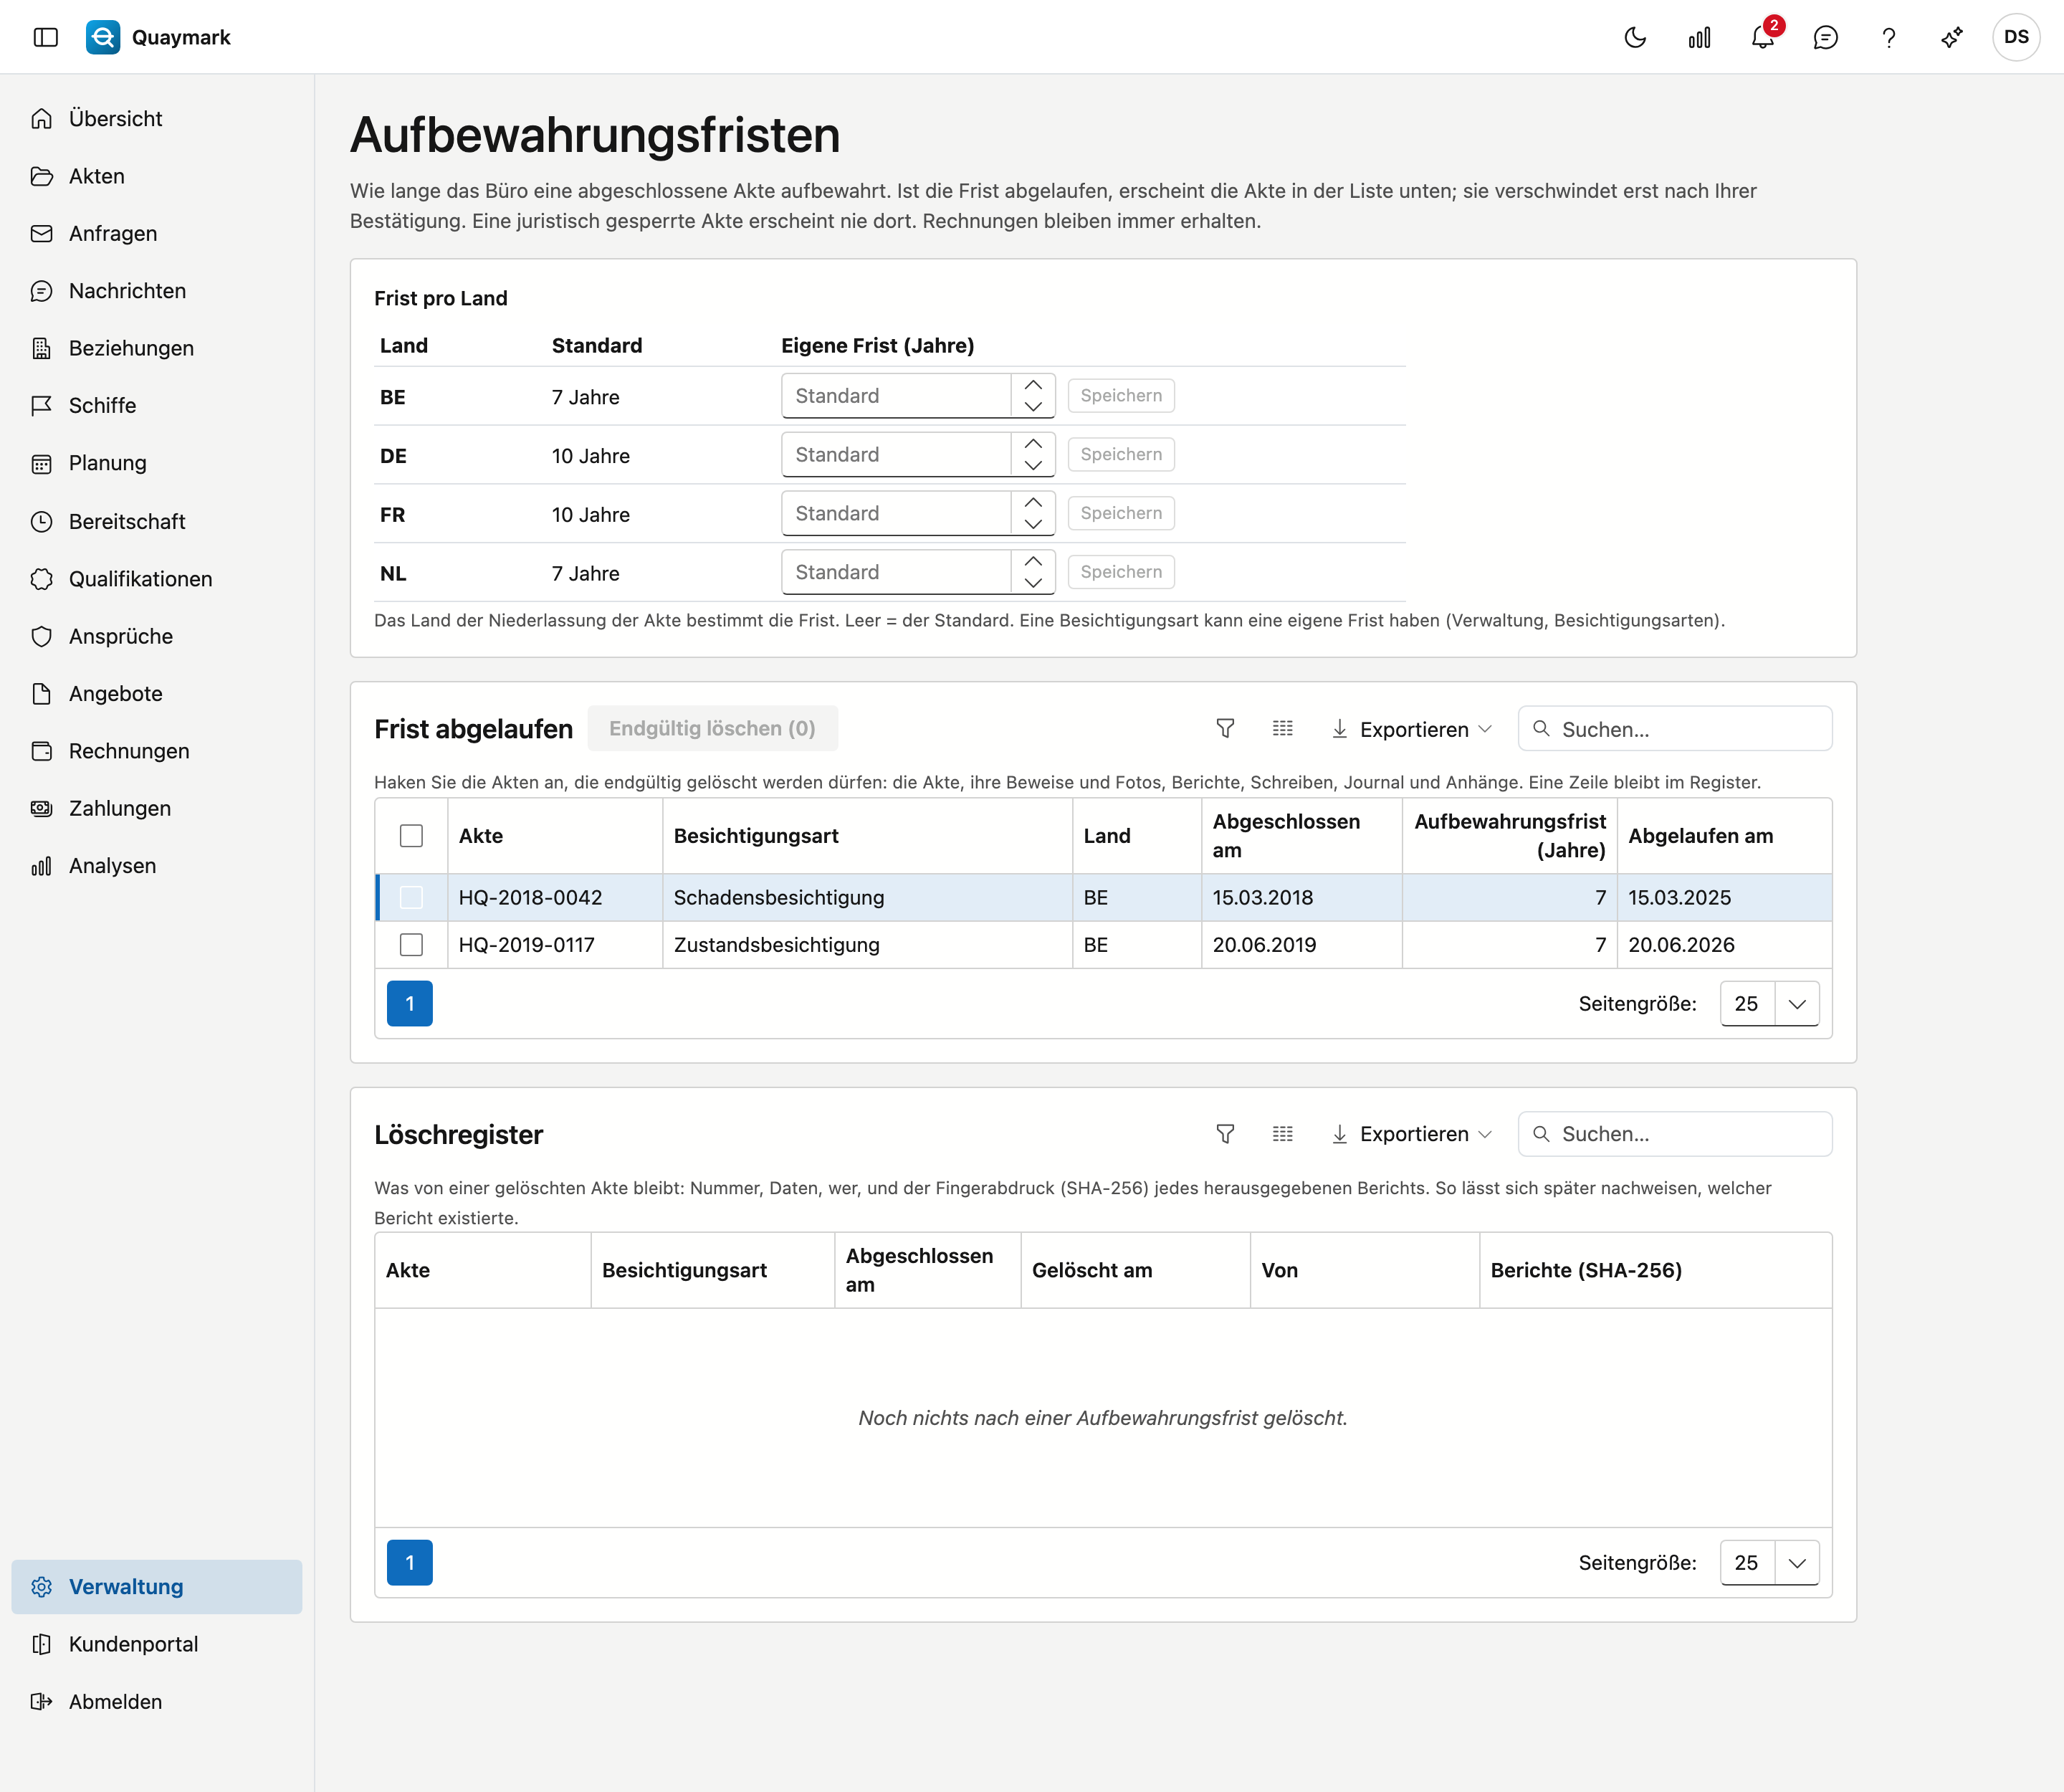 Quaymark
2
DS
Übersicht
Akten
Anfragen
Nachrichten
Beziehungen
Schiffe
Planung
Bereitschaft
Qualifikationen
Ansprüche
Angebote
Rechnungen
Zahlungen
Analysen
Verwaltung
Kundenportal
Abmelden
Aufbewahrungsfristen
Wie lange das Büro eine abgeschlossene Akte aufbewahrt. Ist die Frist abgelaufen, erscheint die Akte in der Liste unten; sie verschwindet erst nach Ihrer
Bestätigung. Eine juristisch gesperrte Akte erscheint nie dort. Rechnungen bleiben immer erhalten.
Frist pro Land
Land Standard Eigene Frist (Jahre)
BE 7 Jahre Standard Speichern
DE 10 Jahre Standard Speichern
FR 10 Jahre Standard Speichern
NL 7 Jahre Standard Speichern
Das Land der Niederlassung der Akte bestimmt die Frist. Leer = der Standard. Eine Besichtigungsart kann eine eigene Frist haben (Verwaltung, Besichtigungsarten).
Frist abgelaufen Endgültig löschen (0) Exportieren Suchen...
Haken Sie die Akten an, die endgültig gelöscht werden dürfen: die Akte, ihre Beweise und Fotos, Berichte, Schreiben, Journal und Anhänge. Eine Zeile bleibt im Register.
Akte Besichtigungsart Land Abgeschlossen am Aufbewahrungsfrist (Jahre) Abgelaufen am
HQ-2018-0042 Schadensbesichtigung BE 15.03.2018 7 15.03.2025
HQ-2019-0117 Zustandsbesichtigung BE 20.06.2019 7 20.06.2026
1 Seitengröße: 25
Löschregister Exportieren Suchen...
Was von einer gelöschten Akte bleibt: Nummer, Daten, wer, und der Fingerabdruck (SHA-256) jedes herausgegebenen Berichts. So lässt sich später nachweisen, welcher
Bericht existierte.
Akte Besichtigungsart Abgeschlossen am Gelöscht am Von Berichte (SHA-256)
Noch nichts nach einer Aufbewahrungsfrist gelöscht.
1 Seitengröße: 25